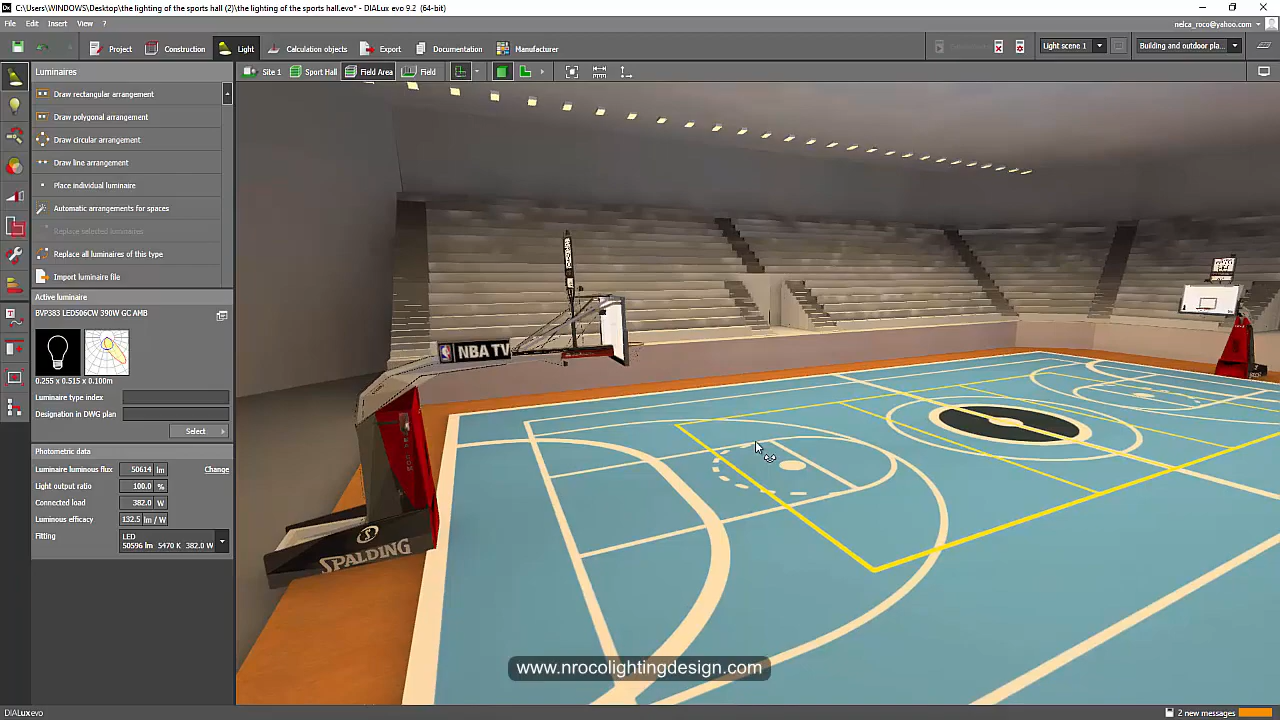 C:\Users\WINDOWS\Desktop\the lighting of the sports hall (2)\the lighting of the sports hall.evo* - DIALux evo 9.2 (64-bit)
File Edit Insert View ?
nelca_roco@yahoo.com
Project Construction Light Calculation objects Export Documentation Manufacturer
Light scene 1
Building and outdoor pla...
Luminaires
Site 1 Sport Hall Field Area Field
Draw rectangular arrangement
Draw polygonal arrangement
Draw circular arrangement
Draw line arrangement
Place individual luminaire
Automatic arrangements for spaces
Replace selected luminaires
Replace all luminaires of this type
Import luminaire file
Active luminaire
BVP383 LED506CW 390W GC AHB
0.255 x 0.515 x 0.100m
Luminaire type index
Designation in DWG plan
Select
Photometric data
Luminaire luminous flux 50614 lm Change
Light output ratio 100.0 %
Connected load 382.0 W
Luminous efficacy 132.5 lm / W
Fitting LED
50596 lm 5470 K 382.0 W
NBA TV
SPALDING
www.nrocolightingdesign.com
DIALux evo
2 new messages